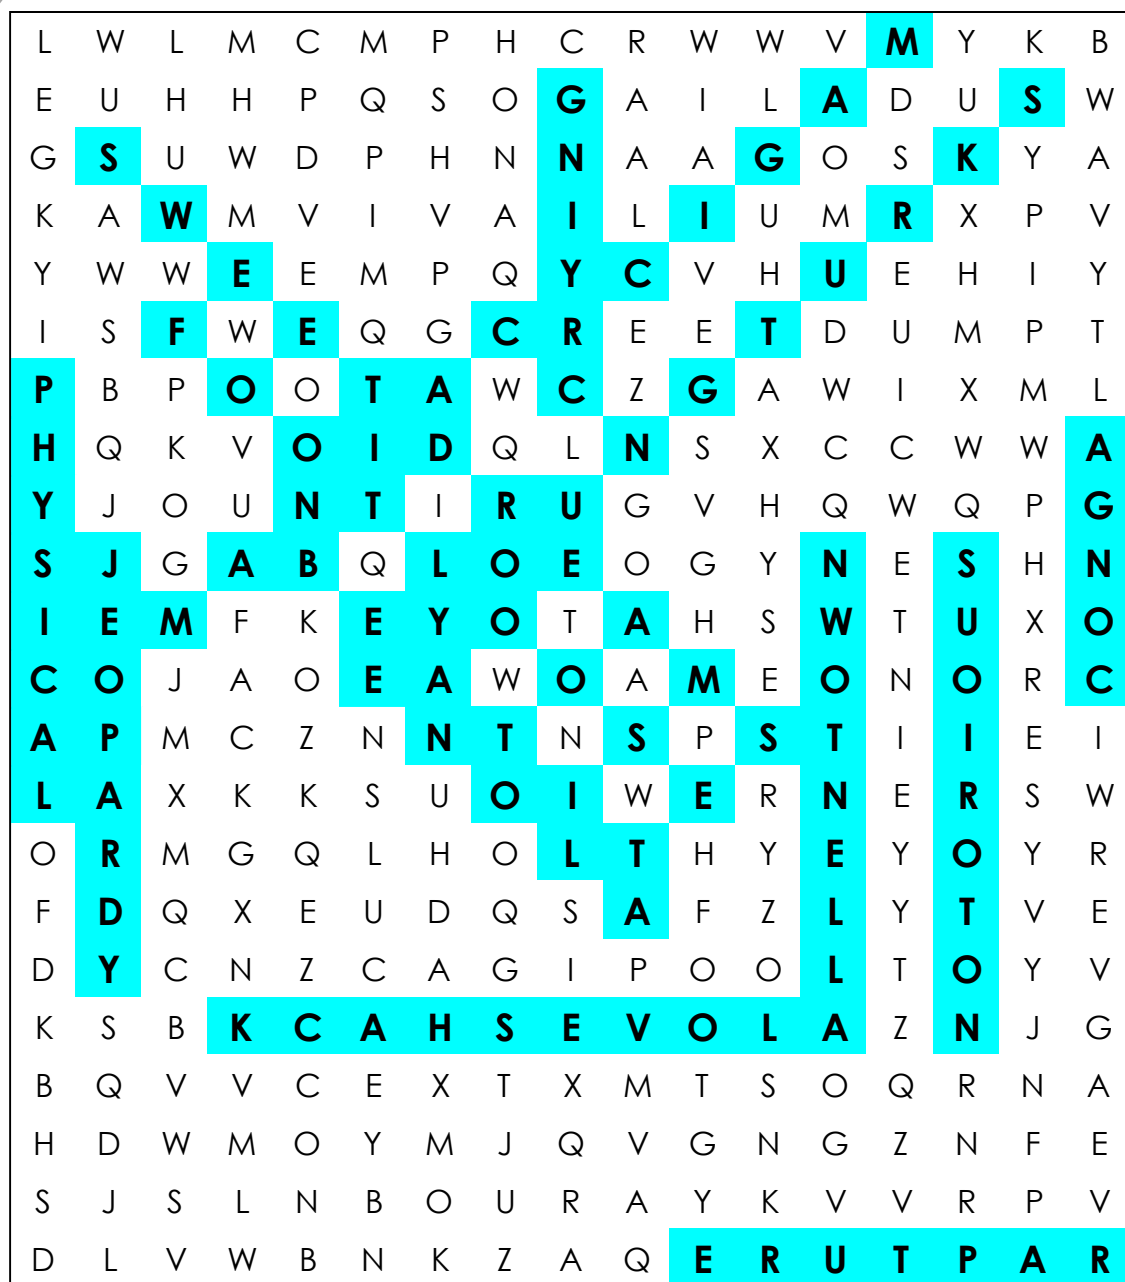 L W L M C M P H C R W W V M Y K B
E U H H P Q S O G A I L A D U S W
G S U W D P H N N A A G O S K Y A
K A W M V I V A I L I U M R X P V
Y W W E E M P Q Y C V H U E H I Y
I S F W E Q G C R E E T D U M P T
P B P O O T A W C Z G A W I X M L
H Q K V O I D Q L N S X C C W W A
Y J O U N T I R U G V H Q W Q P G
S J G A B Q L O E O G Y N E S H N
I E M F K E Y O T A H S W T U X O
C O J A O E A W O A M E O N O R C
A P M C Z N N T N S P S T I I E I
L A X K K S U O I W E R N E R S W
O R M G Q L H O L T H Y E Y O Y R
F D Q X E U D Q S A F Z L Y T V E
D Y C N Z C A G I P O O L T O Y V
K S B K C A H S E V O L A Z N J G
B Q V V C E X T X M T S O Q R N A
H D W M O Y M J Q V G N G Z N F E
S J S L N B O U R A Y K V V R P V
D L V W B N K Z A Q E R U T P A R